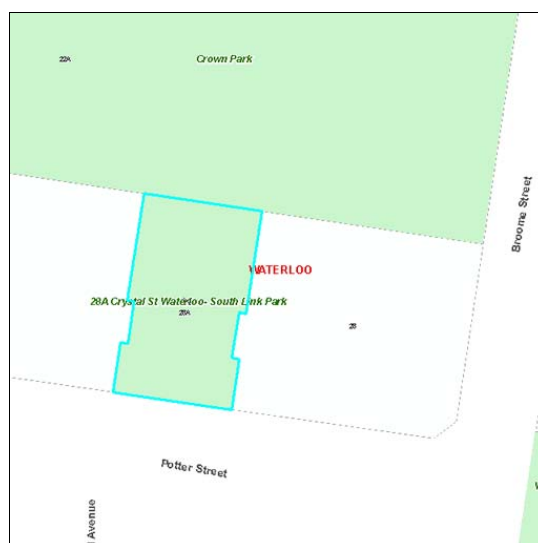 22A
Crown Park
Broome Street
WATERLOO
28A Crystal St Waterloo- South Link Park
28A
28
Potter Street
Avenue